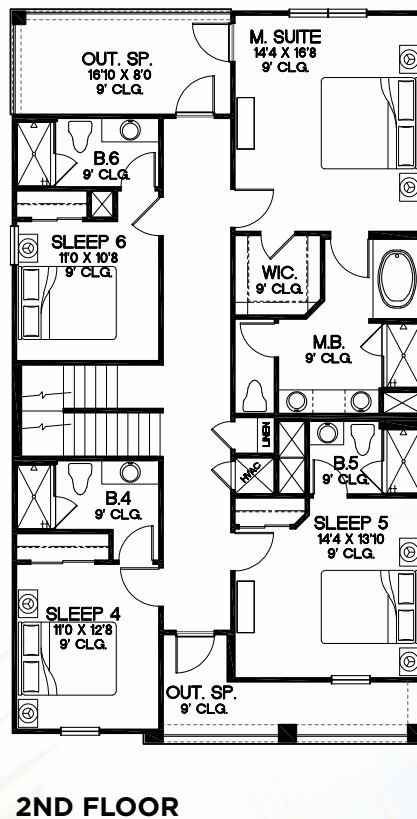 OUT. SP.
16'10 X 8'0
9' CLG.
M. SUITE
14'4 X 16'8
9' CLG.
B.6
9' CLG.
SLEEP 6
11'0 X 10'8
9' CLG.
WIC.
9' CLG.
M.B.
9' CLG.
LINEN
HVAC
B.5
9' CLG.
B.4
9' CLG.
SLEEP 5
14'4 X 13'10
9' CLG.
SLEEP 4
11'0 X 12'8
9' CLG.
OUT. SP.
9' CLG.
2ND FLOOR